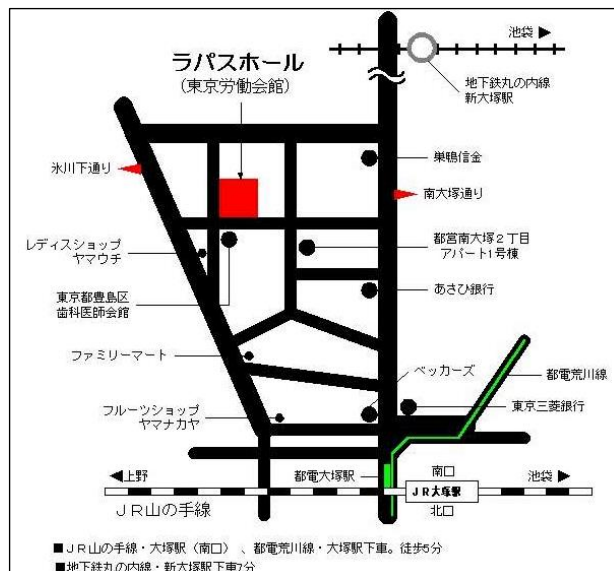 池袋 ▶
ラパスホール
(東京労働会館)
地下鉄丸の内線
新大塚駅
巣鴨信金
氷川下通り
南大塚通り
レディスショップ
ヤマウチ
都営南大塚2丁目
アパート1号棟
東京都豊島区
歯科医師会館
あさひ銀行
ファミリーマート
ベッカーズ
都電荒川線
フルーツショップ
ヤマナカヤ
東京三菱銀行
◀上野
都電大塚駅
南口
池袋 ▶
JR大塚駅
JR山の手線
北口
■JR山の手線・大塚駅(南口)、都電荒川線・大塚駅下車。徒歩5分
■地下鉄丸の内線・新大塚駅下車7分